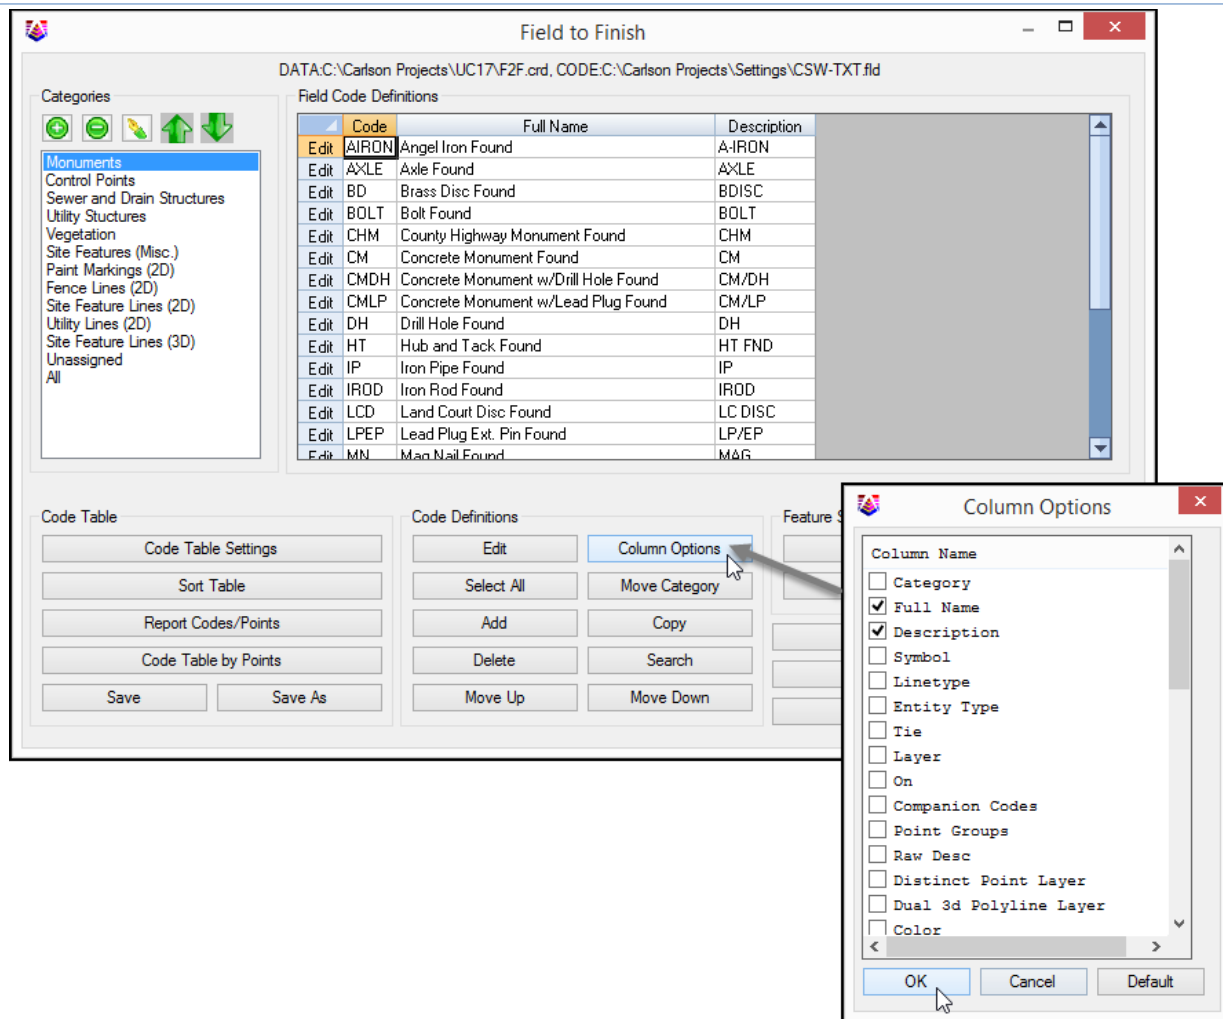 Field to Finish
DATA:C:\Carlson Projects\UC17\F2F.crd, CODE:C:\Carlson Projects\Settings\CSW-TXT.fld
Categories
Monuments
Control Points
Sewer and Drain Structures
Utility Stuctures
Vegetation
Site Features (Misc.)
Paint Markings (2D)
Fence Lines (2D)
Site Feature Lines (2D)
Utility Lines (2D)
Site Feature Lines (3D)
Unassigned
All
Field Code Definitions
Code Full Name Description
Edit AIRON Angel Iron Found A-IRON
Edit AXLE Axle Found AXLE
Edit BD Brass Disc Found BDISC
Edit BOLT Bolt Found BOLT
Edit CHM County Highway Monument Found CHM
Edit CM Concrete Monument Found CM
Edit CMDH Concrete Monument w/Drill Hole Found CM/DH
Edit CMLP Concrete Monument w/Lead Plug Found CM/LP
Edit DH Drill Hole Found DH
Edit HT Hub and Tack Found HT FND
Edit IP Iron Pipe Found IP
Edit IROD Iron Rod Found IROD
Edit LCD Land Court Disc Found LC DISC
Edit LPEP Lead Plug Ext. Pin Found LP/EP
Edit MN Mag Nail Found MAG
Code Table
Code Table Settings
Sort Table
Report Codes/Points
Code Table by Points
Save Save As
Code Definitions
Edit Column Options
Select All Move Category
Add Copy
Delete Search
Move Up Move Down
Feature S
Column Options
Column Name
Category
Full Name
Description
Symbol
Linetype
Entity Type
Tie
Layer
On
Companion Codes
Point Groups
Raw Desc
Distinct Point Layer
Dual 3d Polyline Layer
Color
OK Cancel Default